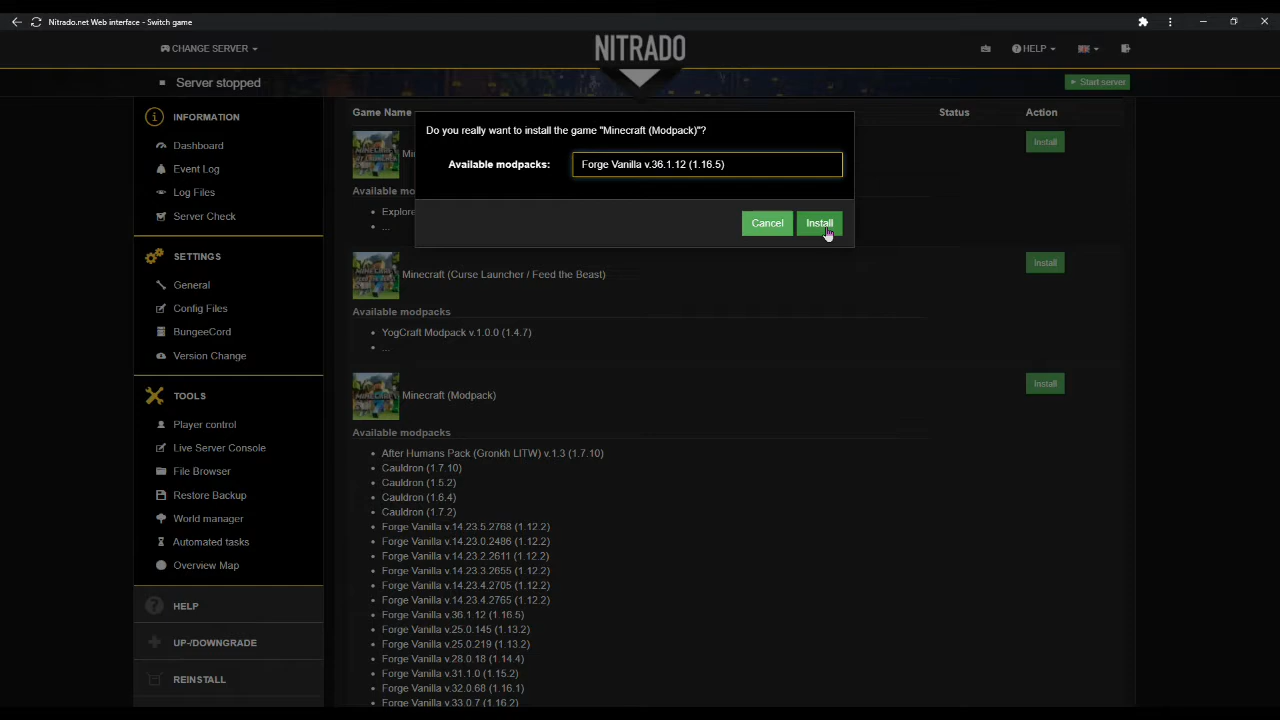 Nitrado.net Web interface - Switch game
CHANGE SERVER
NITRADO
HELP
Server stopped
Start server
INFORMATION
Dashboard
Event Log
Log Files
Server Check
SETTINGS
General
Config Files
BungeeCord
Version Change
TOOLS
Player control
Live Server Console
File Browser
Restore Backup
World manager
Automated tasks
Overview Map
HELP
UP-/DOWNGRADE
REINSTALL
Game Name
Status
Action
Install
Do you really want to install the game "Minecraft (Modpack)"?
Available modpacks:
Forge Vanilla v.36.1.12 (1.16.5)
Cancel
Install
...
Minecraft (Curse Launcher / Feed the Beast)
Install
Available modpacks
YogCraft Modpack v.1.0.0 (1.4.7)
...
Minecraft (Modpack)
Install
Available modpacks
After Humans Pack (Gronkh LITW) v.1.3 (1.7.10)
Cauldron (1.7.10)
Cauldron (1.5.2)
Cauldron (1.6.4)
Cauldron (1.7.2)
Forge Vanilla v.14.23.5.2768 (1.12.2)
Forge Vanilla v.14.23.0.2486 (1.12.2)
Forge Vanilla v.14.23.2.2611 (1.12.2)
Forge Vanilla v.14.23.3.2655 (1.12.2)
Forge Vanilla v.14.23.4.2705 (1.12.2)
Forge Vanilla v.14.23.4.2765 (1.12.2)
Forge Vanilla v.36.1.12 (1.16.5)
Forge Vanilla v.25.0.145 (1.13.2)
Forge Vanilla v.25.0.219 (1.13.2)
Forge Vanilla v.28.0.18 (1.14.4)
Forge Vanilla v.31.1.0 (1.15.2)
Forge Vanilla v.32.0.68 (1.16.1)
Forge Vanilla v.33.0.7 (1.16.2)